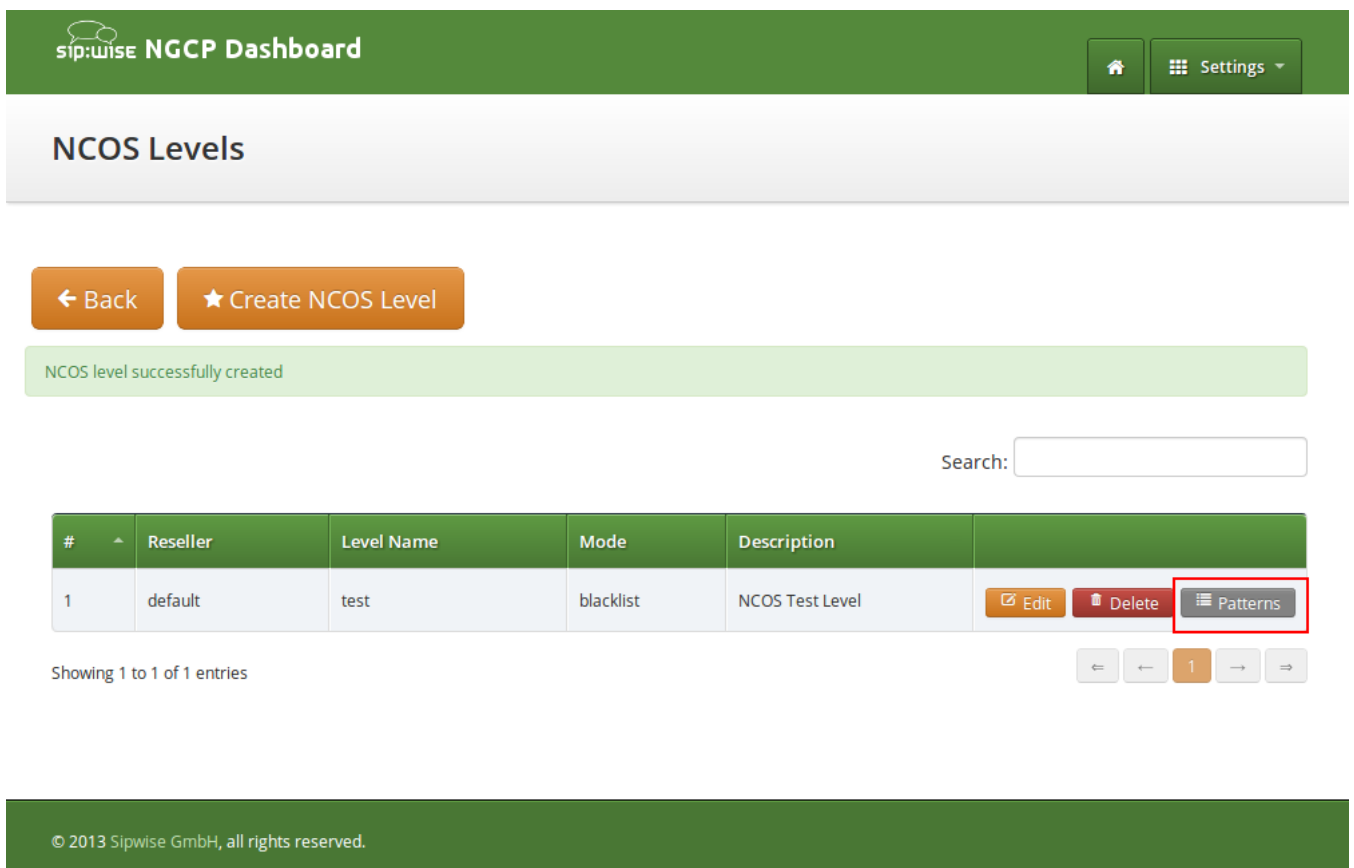 sip:wise NGCP Dashboard
Settings
NCOS Levels
Back
Create NCOS Level
NCOS level successfully created
Search:
# Reseller Level Name Mode Description
1 default test blacklist NCOS Test Level Edit Delete Patterns
Showing 1 to 1 of 1 entries
⇐ ← 1 → ⇒
© 2013 Sipwise GmbH, all rights reserved.